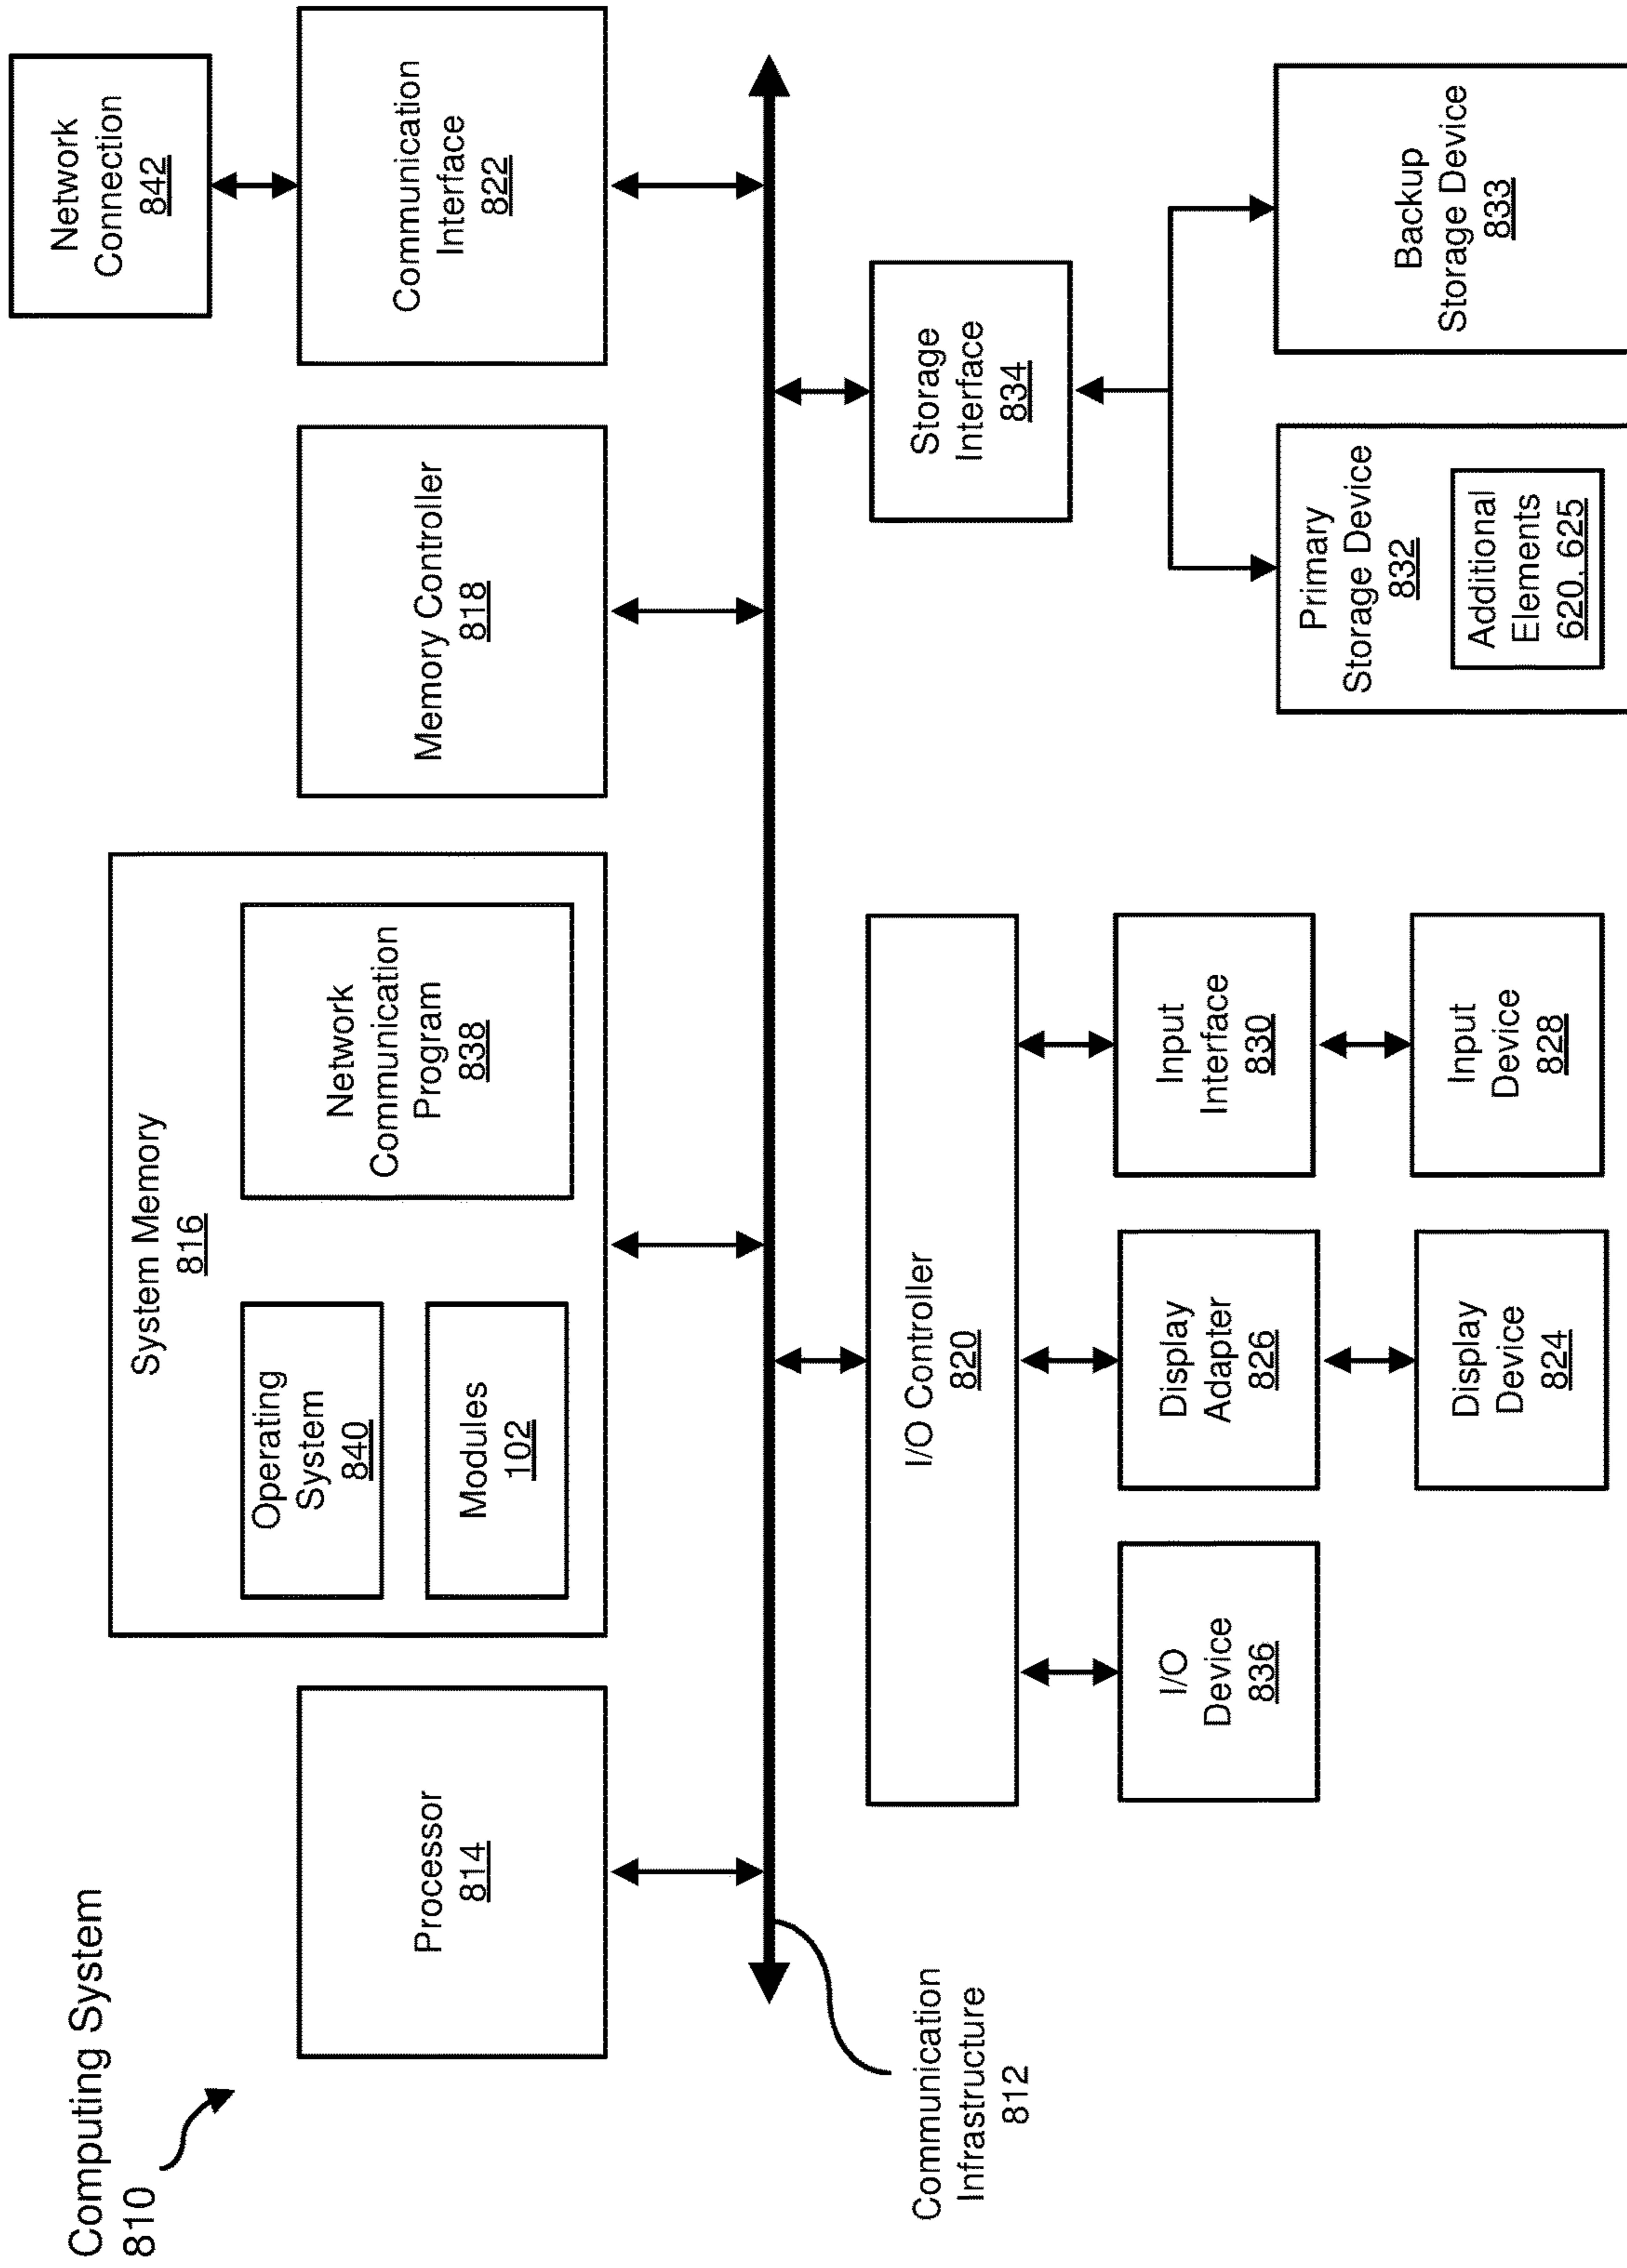 Computing System
810
Processor
814
System Memory
816
Operating
System
840
Modules
102
Network
Communication
Program
838
Memory Controller
818
Communication
Interface
822
Network
Connection
842
Communication
Infrastructure
812
I/O Controller
820
I/O
Device
836
Display
Adapter
826
Display
Device
824
Input
Interface
830
Input
Device
828
Storage
Interface
834
Primary
Storage Device
832
Additional
Elements
620, 625
Backup
Storage Device
833